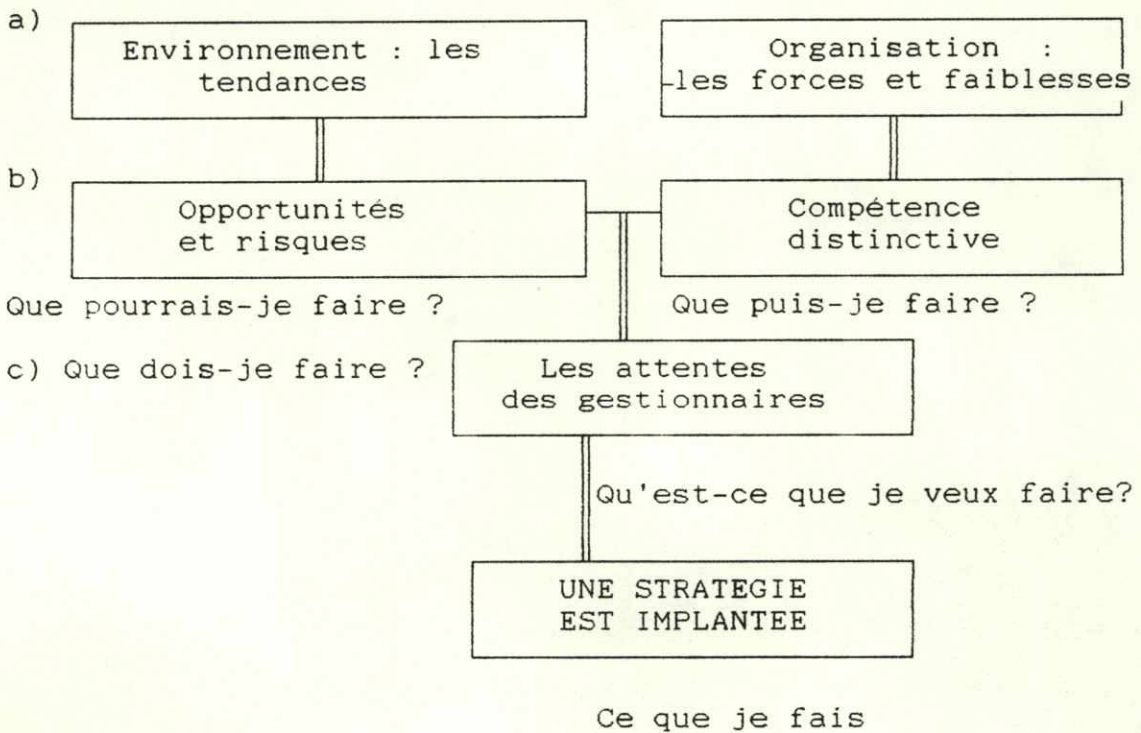 a)
Environnement : les
tendances
Organisation :
les forces et faiblesses
b)
Opportunités
et risques
Compétence
distinctive
Que pourrais-je faire ?
Que puis-je faire ?
c) Que dois-je faire ?
Les attentes
des gestionnaires
Qu'est-ce que je veux faire?
UNE STRATEGIE
EST IMPLANTEE
Ce que je fais